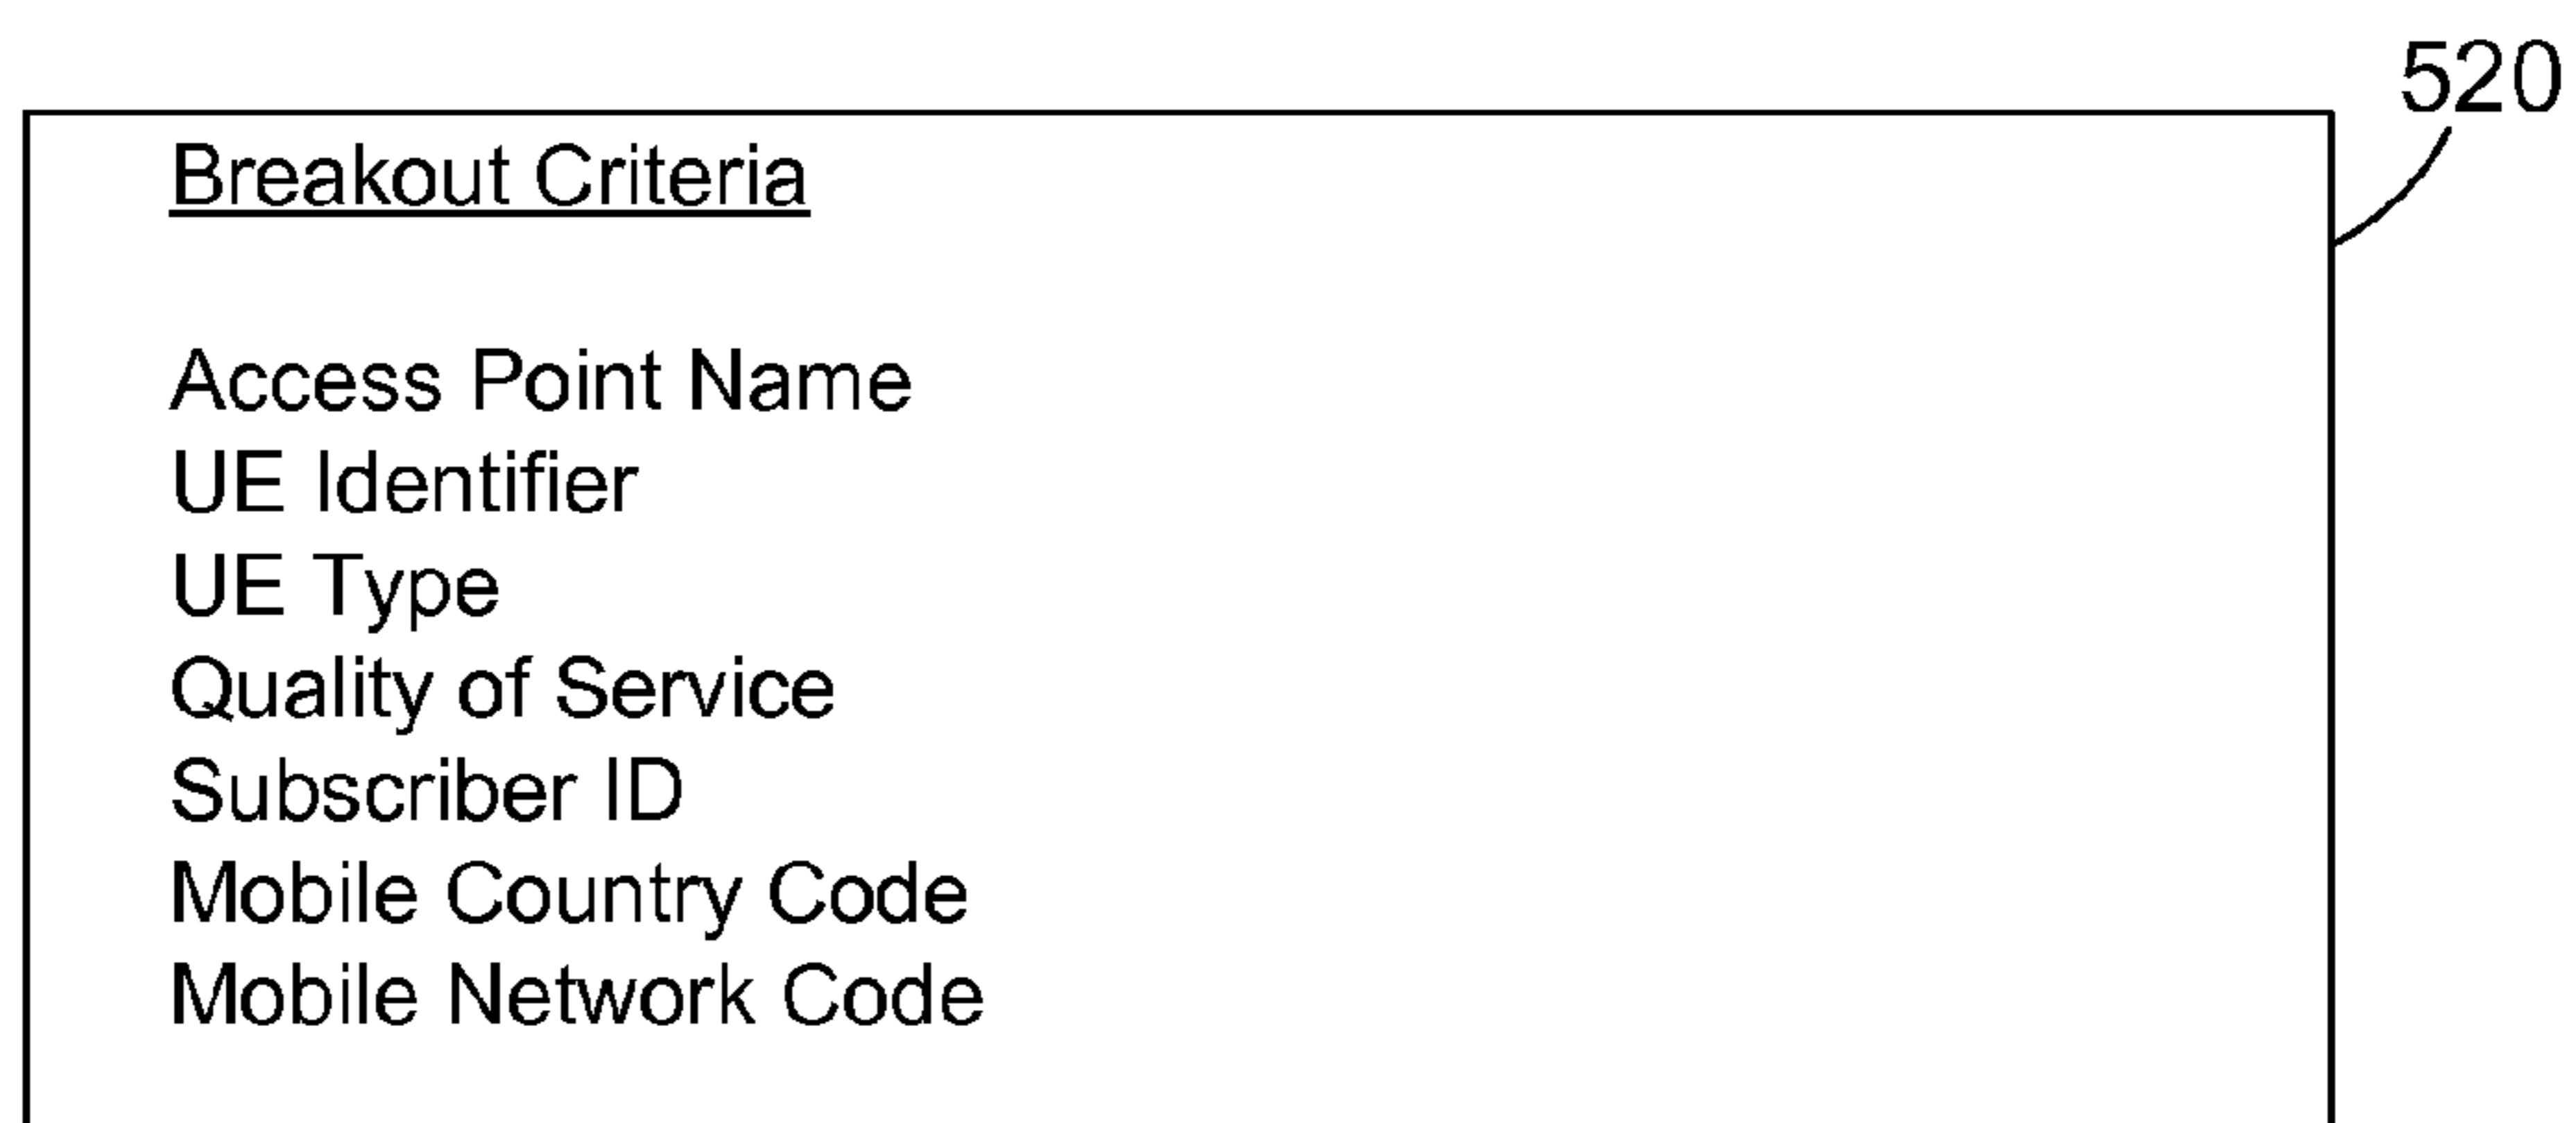 520
Breakout Criteria
Access Point Name
UE Identifier
UE Type
Quality of Service
Subscriber ID
Mobile Country Code
Mobile Network Code